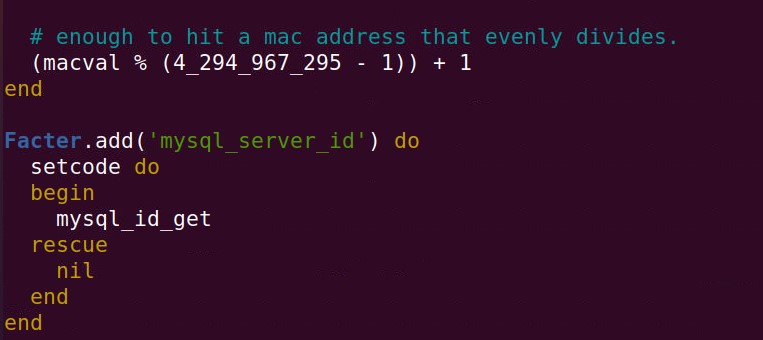 # enough to hit a mac address that evenly divides.
(macval % (4_294_967_295 - 1)) + 1
end
Facter.add('mysql_server_id') do
setcode do
begin
mysql_id_get
rescue
nil
end
end